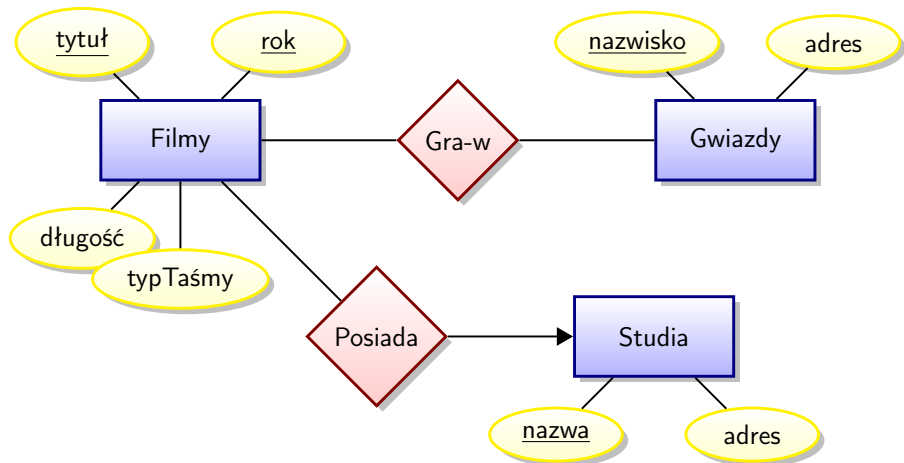 tytuł
rok
nazwisko
adres
Filmy
Gra-w
Gwiazdy
długość
typTaśmy
Posiada
Studia
nazwa
adres